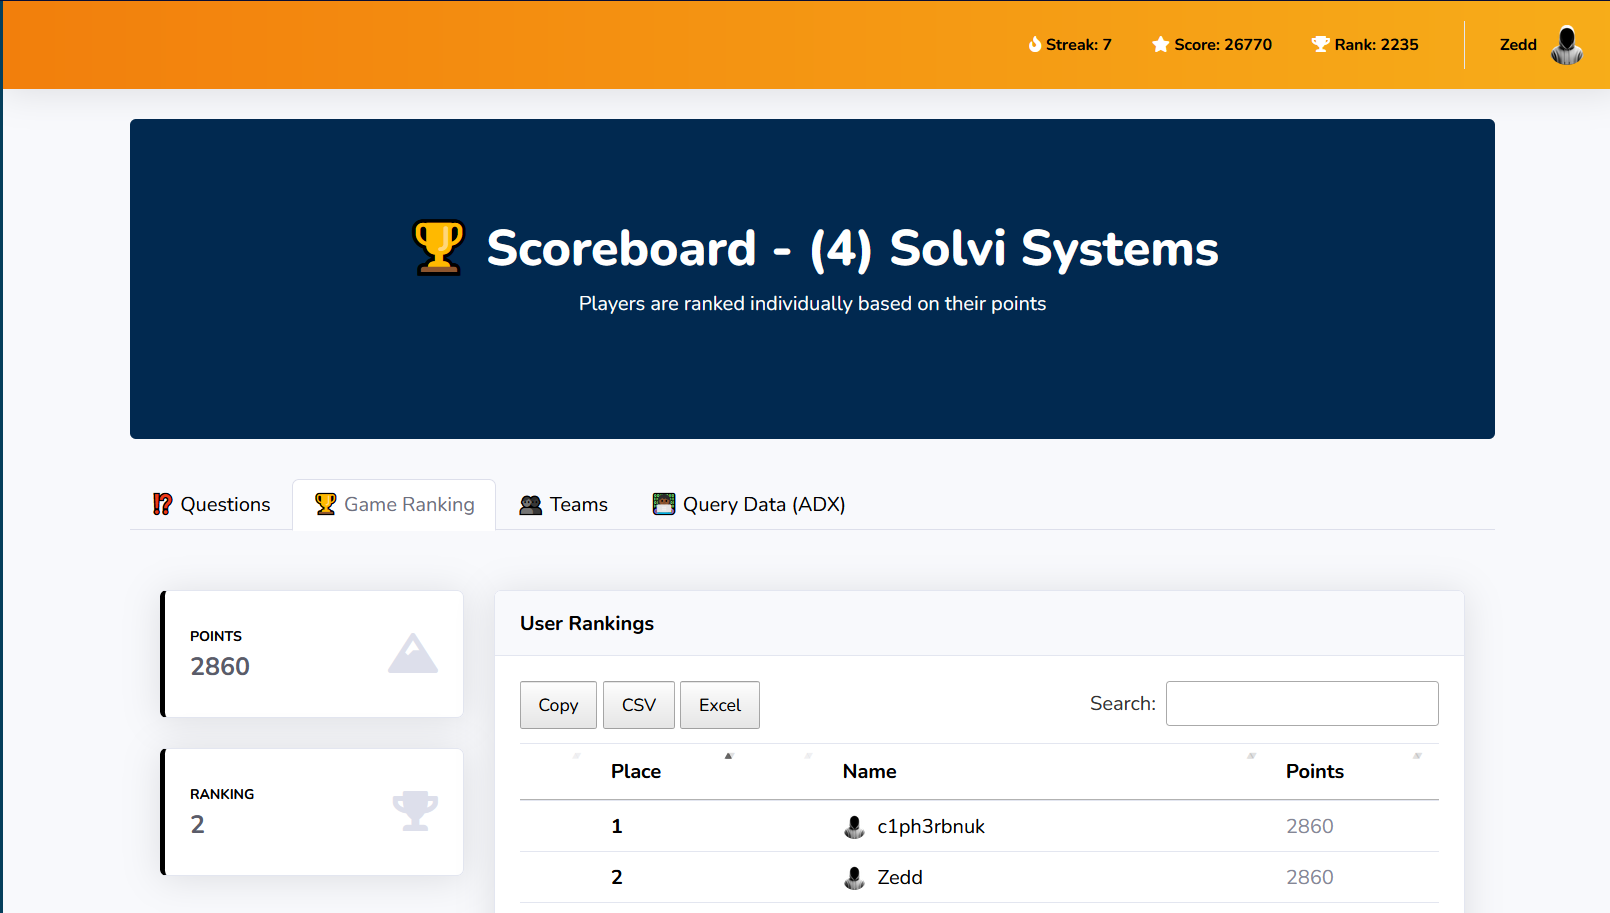 Streak: 7 Score: 26770 Rank: 2235 Zedd
Scoreboard - (4) Solvi Systems
Players are ranked individually based on their points
Questions Game Ranking Teams Query Data (ADX)
POINTS
2860
RANKING
2
User Rankings
Copy CSV Excel Search:
Place Name Points
1 c1ph3rbnuk 2860
2 Zedd 2860